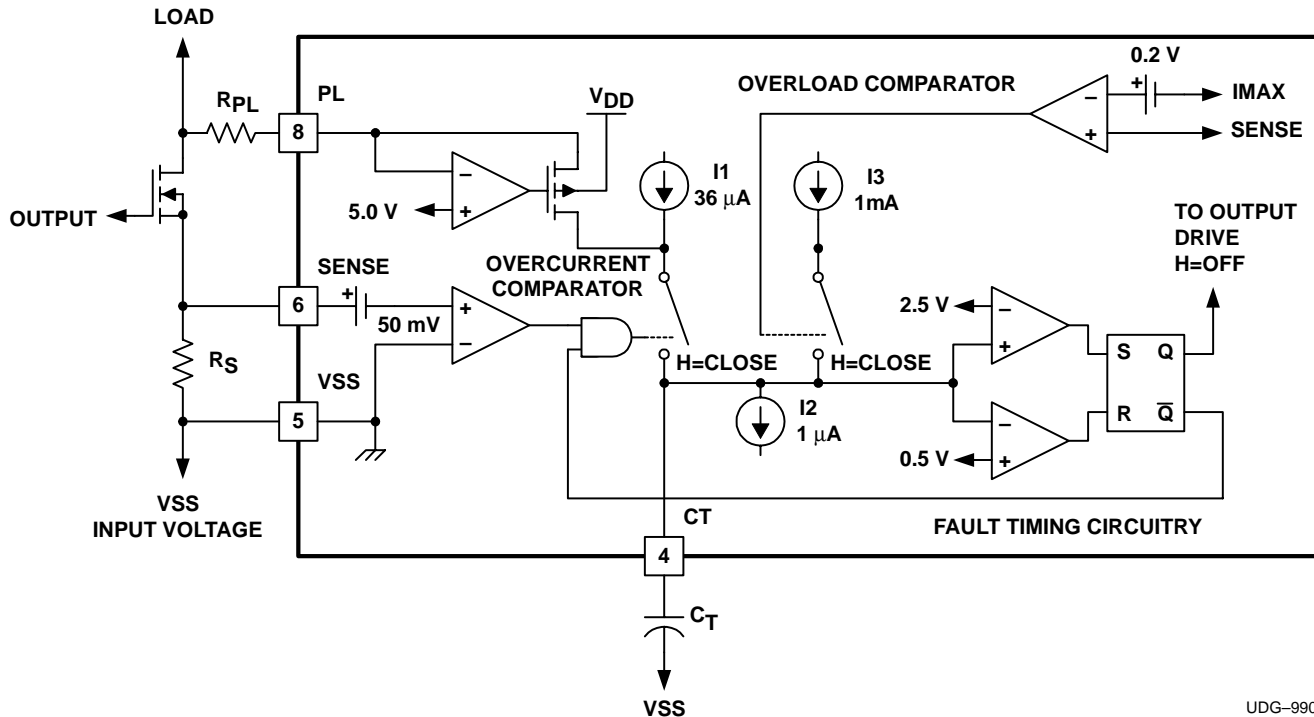 LOAD
RPL
PL
8
OUTPUT
5.0 V
−
+
VDD
I1
36 μA
OVERLOAD COMPARATOR
I3
1mA
0.2 V
+
−
+
IMAX
SENSE
OVERCURRENT
COMPARATOR
SENSE
6
+
50 mV
+
−
RS
VSS
5
H=CLOSE
H=CLOSE
I2
1 μA
2.5 V
−
+
0.5 V
−
+
S Q
R Q̅
TO OUTPUT
DRIVE
H=OFF
VSS
INPUT VOLTAGE
CT
4
FAULT TIMING CIRCUITRY
CT
VSS
UDG–990